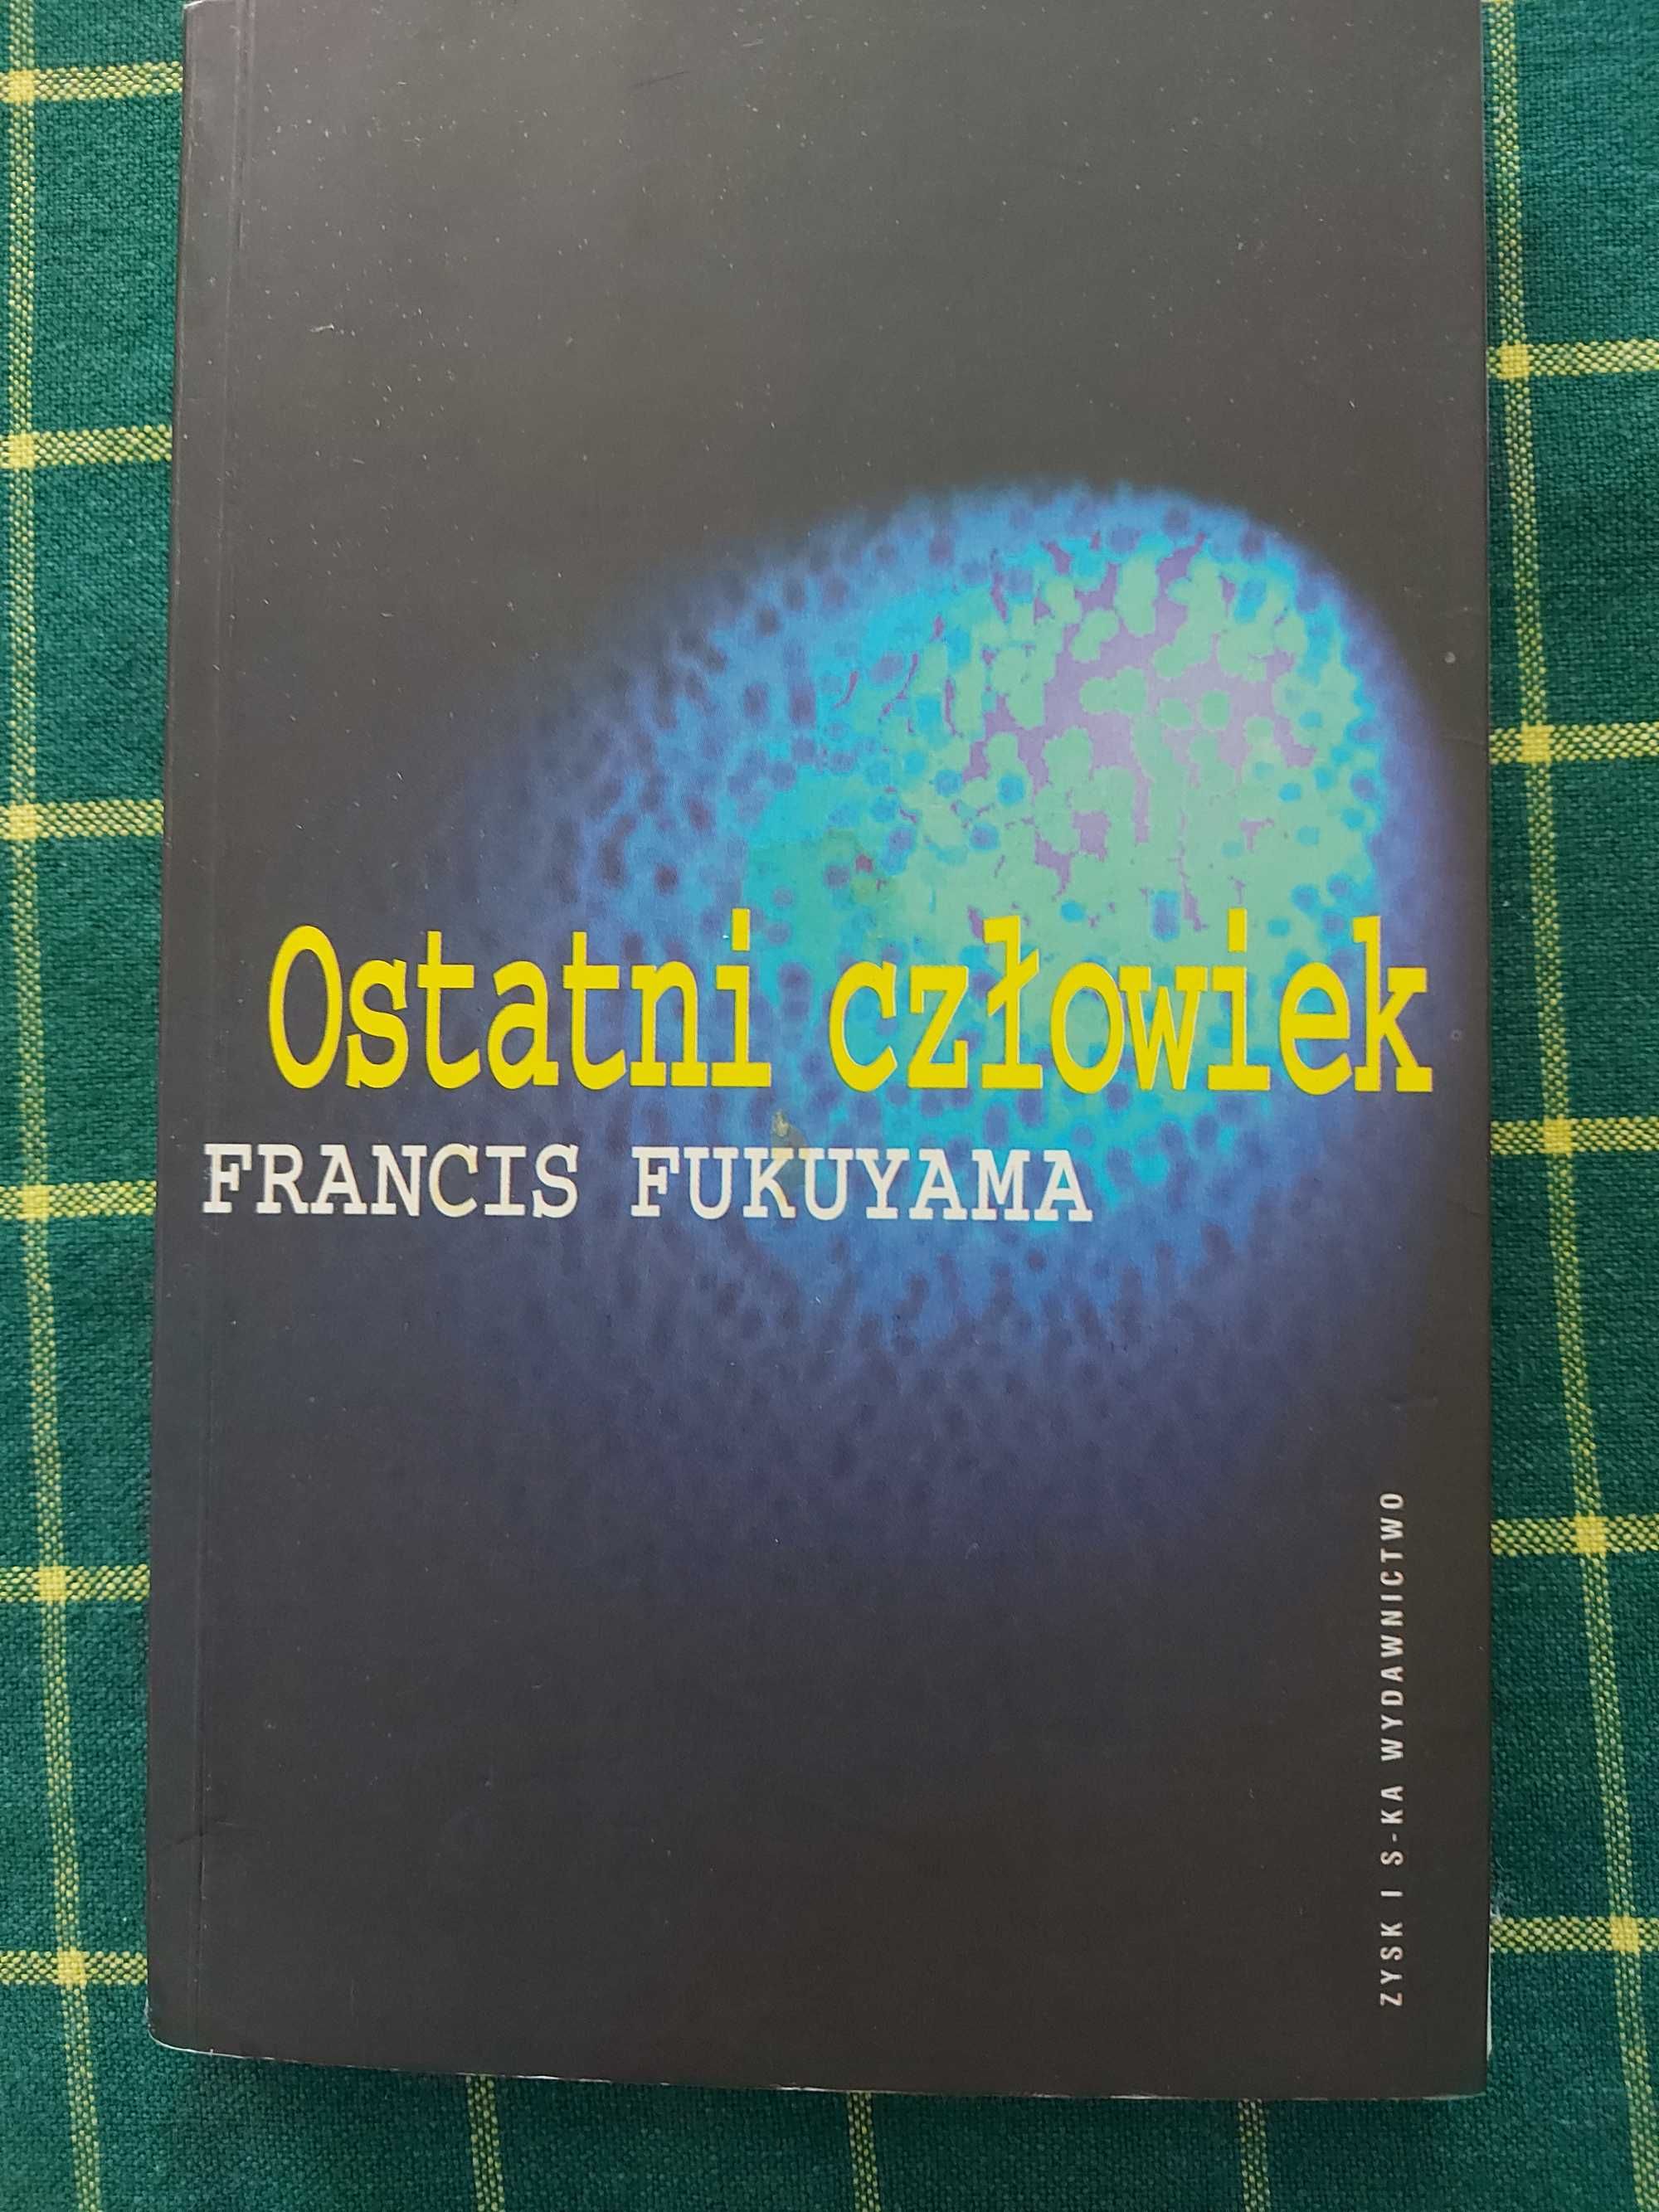 Ostatni człowiek
FRANCIS FUKUYAMA
ZYSK I S-KA WYDAWNICTWO